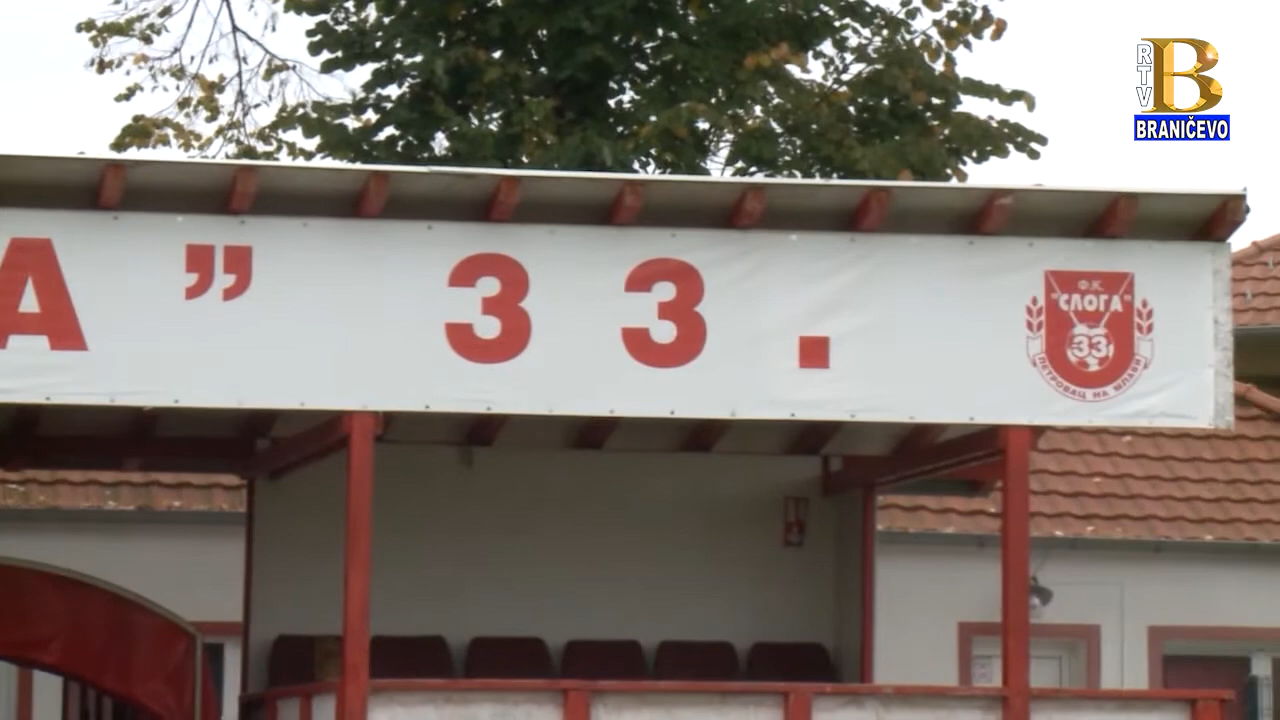 RTV
BRANIČEVO
А" 33.
Ф.К.
"СЛОГА"
33
ПЕТРОВАЦ НА МЛАВИ